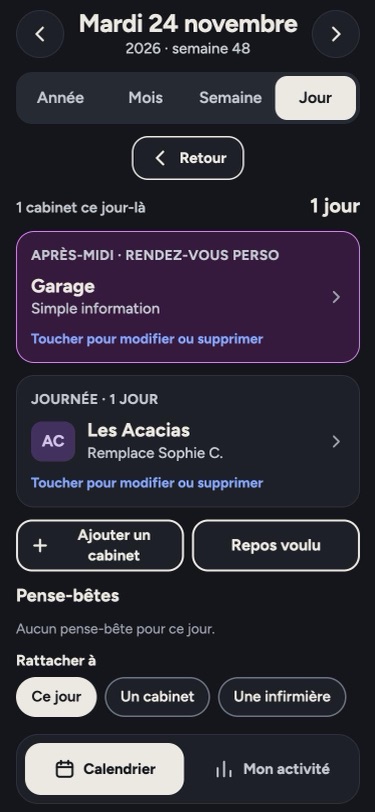 Mardi 24 novembre
2026 · semaine 48
Année Mois Semaine Jour
Retour
1 cabinet ce jour-là 1 jour
APRÈS-MIDI · RENDEZ-VOUS PERSO
Garage
Simple information
Toucher pour modifier ou supprimer
JOURNÉE · 1 JOUR
AC Les Acacias
Remplace Sophie C.
Toucher pour modifier ou supprimer
Ajouter un
cabinet
Repos voulu
Pense-bêtes
Aucun pense-bête pour ce jour.
Rattacher à
Ce jour Un cabinet Une infirmière
Calendrier Mon activité